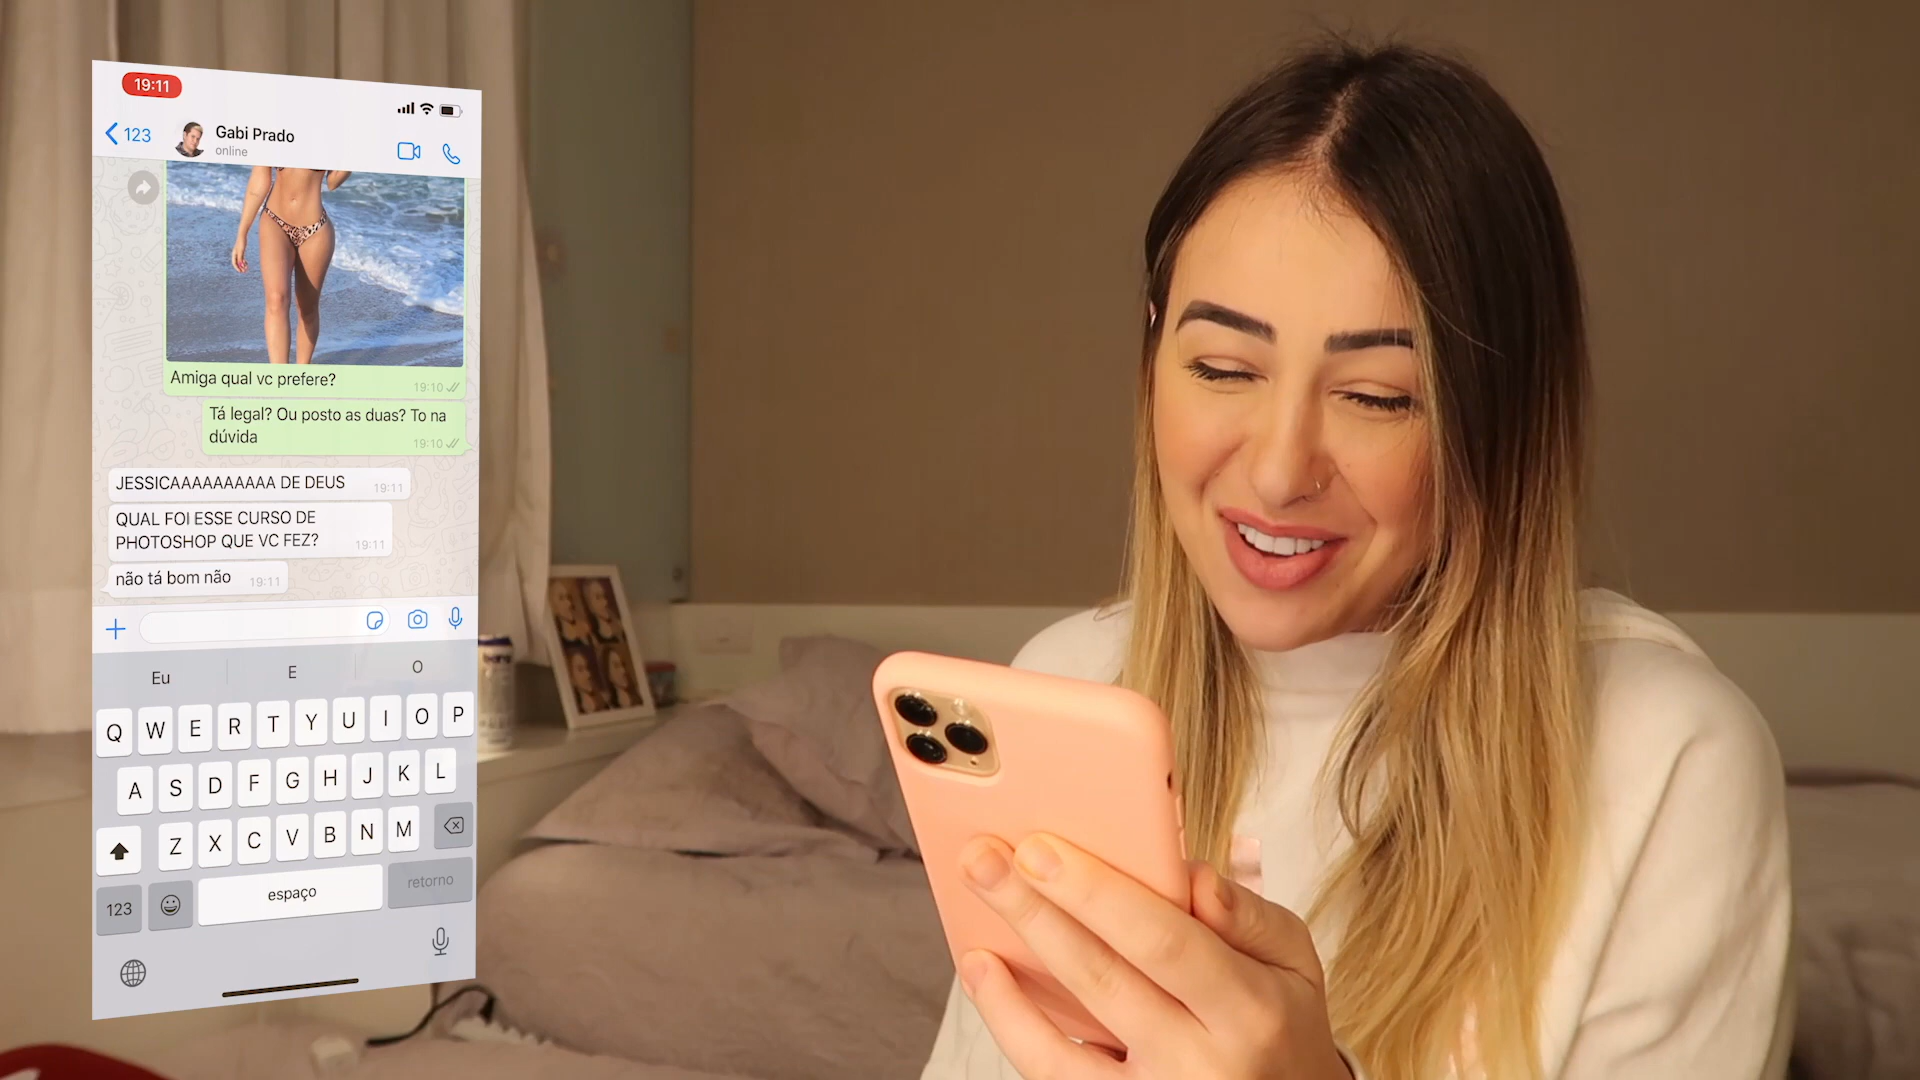 19:11
123
Gabi Prado
online
Amiga qual vc prefere?
19:10
Tá legal? Ou posto as duas? To na
dúvida
19:10
JESSICAAAAAAAAAA DE DEUS
19:11
QUAL FOI ESSE CURSO DE
PHOTOSHOP QUE VC FEZ?
19:11
não tá bom não
19:11
Eu E O
Q W E R T Y U I O P
A S D F G H J K L
Z X C V B N M
123 espaço retorno